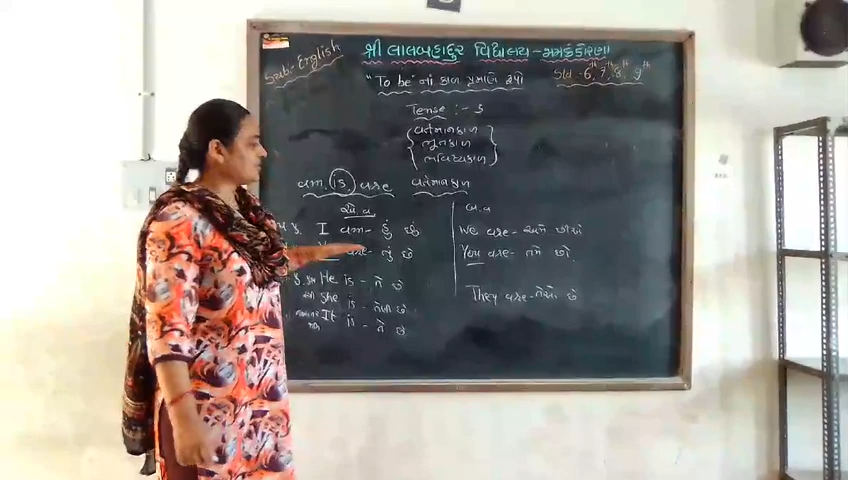 Sub:- English
શ્રી લાલબહાદુર વિદ્યાલય - મમઢંકોરણા
Std - 6th, 7th, 8th, 9th
"To be" નાં કાળ પ્રમાણે રૂપો
Tense :- 3
{વર્તમાનકાળ
ભૂતકાળ
ભવિષ્યકાળ}
am, is, are વર્તમાનકાળ
એ.વ
I am - હું છું
are - તું છે
He is - તે છે
She is - તેણી છે
It is - તે છે
બ.વ
We are - અમે છીએ
You are - તમે છો.
They are - તેઓ છે